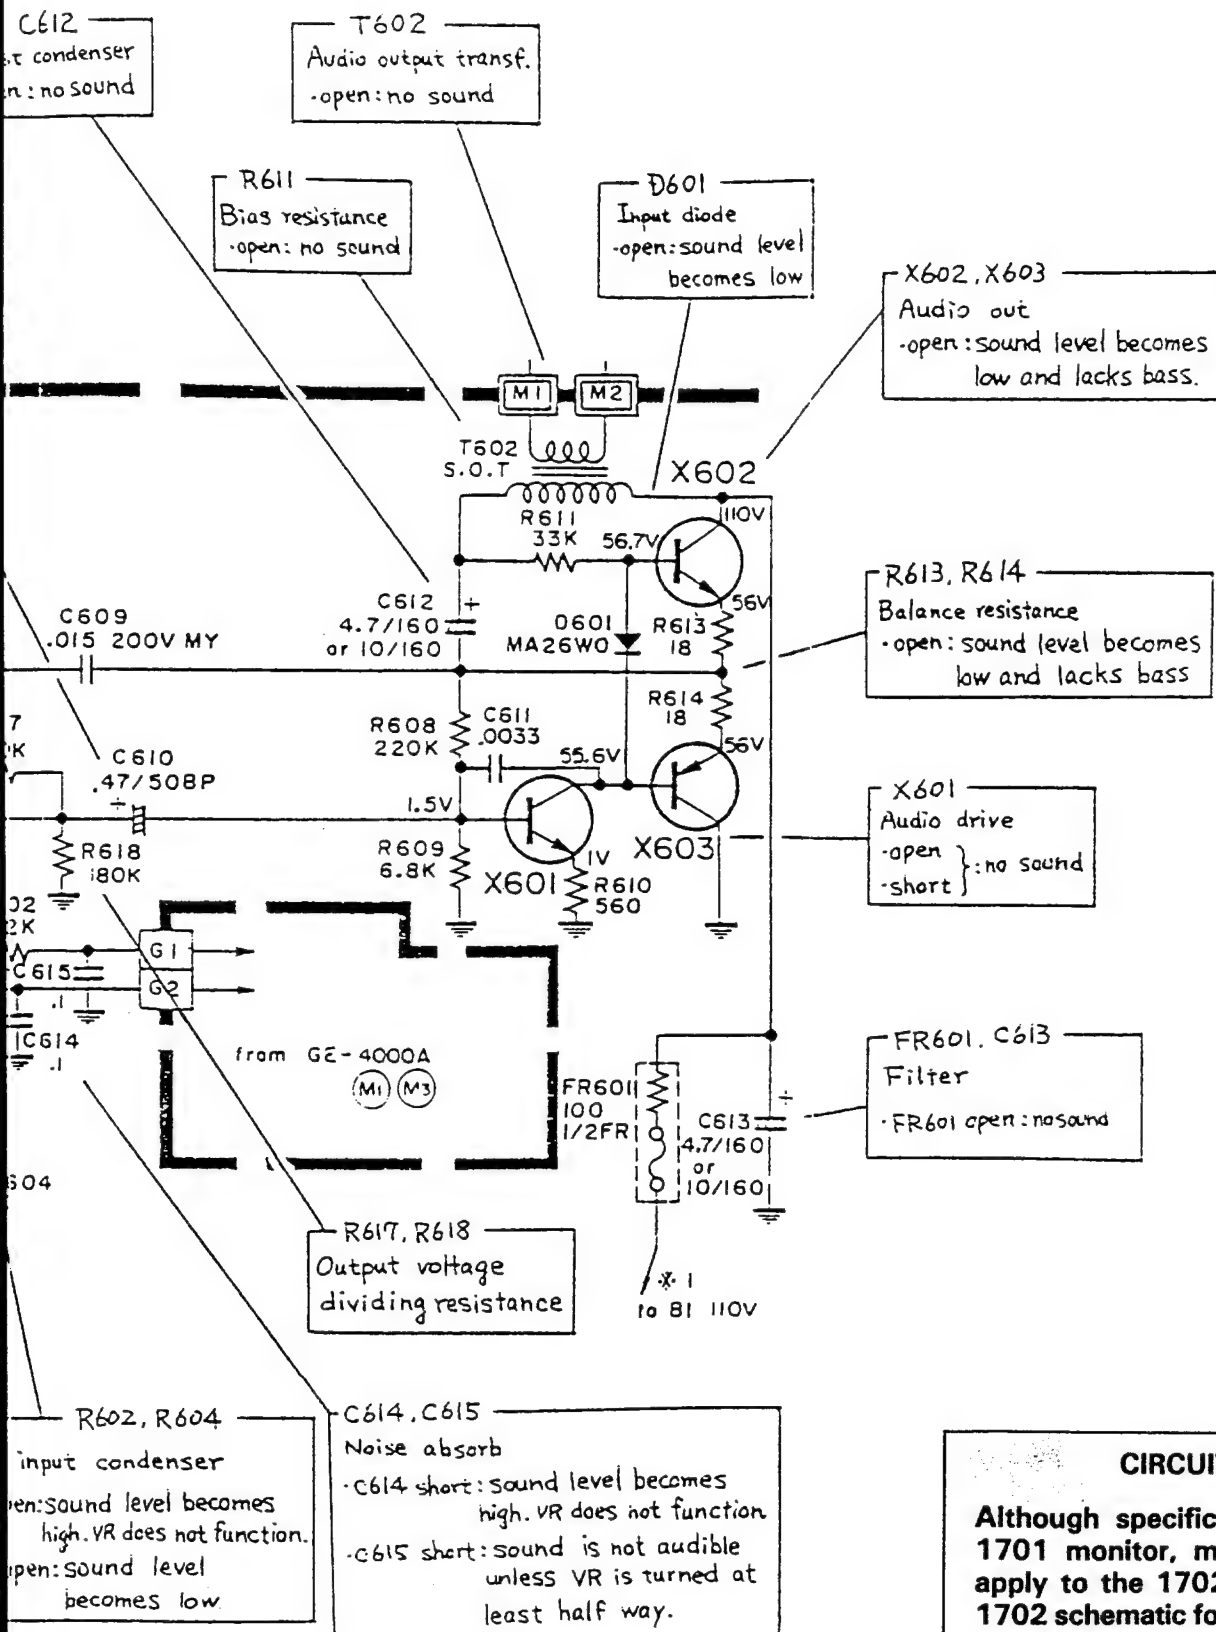 C612
condenser
: no sound
T602
Audio output transf.
·open: no sound
R611
Bias resistance
·open: no sound
D601
Input diode
·open: sound level
becomes low
X602, X603
Audio out
·open: sound level becomes
low and lacks bass.
M1
M2
T602
S.O.T
X602
110V
R611
33K
56.7V
R613, R614
Balance resistance
·open: sound level becomes
low and lacks bass
C609
.015 200V MY
C612
4.7/160
or 10/160
+
D601
MA26WO
56V
R613
18
R614
18
7
K
C610
.47/508P
+
R608
220K
C611
.0033
55.6V
56V
1.5V
X601
Audio drive
·open
·short } : no sound
R618
180K
R609
6.8K
X601
1V
R610
560
X603
02
2K
G1
C615
.1
G2
C614
.1
from GE-4000A
M1 M3
FR601
100
1/2FR
C613
4.7/160
or
10/160
+
FR601, C613
Filter
·FR601 open: no sound
604
R617, R618
Output voltage
dividing resistance
※1
to B1 110V
R602, R604
input condenser
en: sound level becomes
high. VR does not function.
pen: sound level
becomes low.
C614, C615
Noise absorb
·C614 short: sound level becomes
high. VR does not function
·C615 short: sound is not audible
unless VR is turned at
least half way.
CIRCUI
Although specific
1701 monitor, m
apply to the 1702
1702 schematic fo